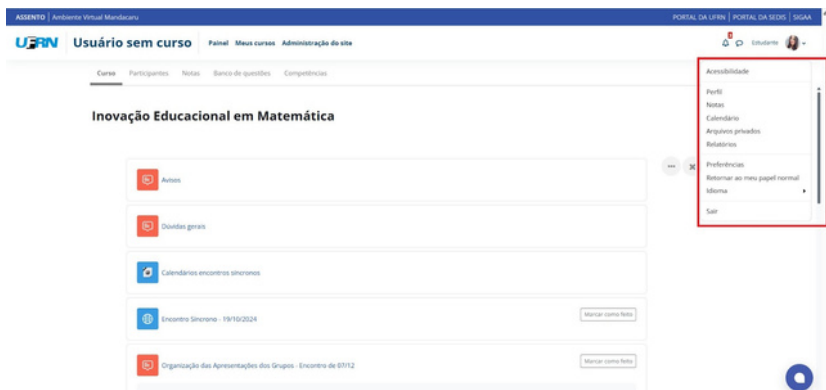 ASSENTO | Ambiente Virtual Mandacaru
PORTAL DA UFRN | PORTAL DA SEDIS | SIGAA
UFRN Usuário sem curso Painel Meus cursos Administração do site
Estudante
Curso Participantes Notas Banco de questões Competências
Acessibilidade
Perfil
Notas
Calendário
Arquivos privados
Relatórios
Preferências
Retornar ao meu papel normal
Idioma
Sair
Inovação Educacional em Matemática
Avisos
Dúvidas gerais
Calendários encontros síncronos
Encontro Síncrono - 19/10/2024
Marcar como feito
Organização das Apresentações dos Grupos - Encontro de 07/12
Marcar como feito